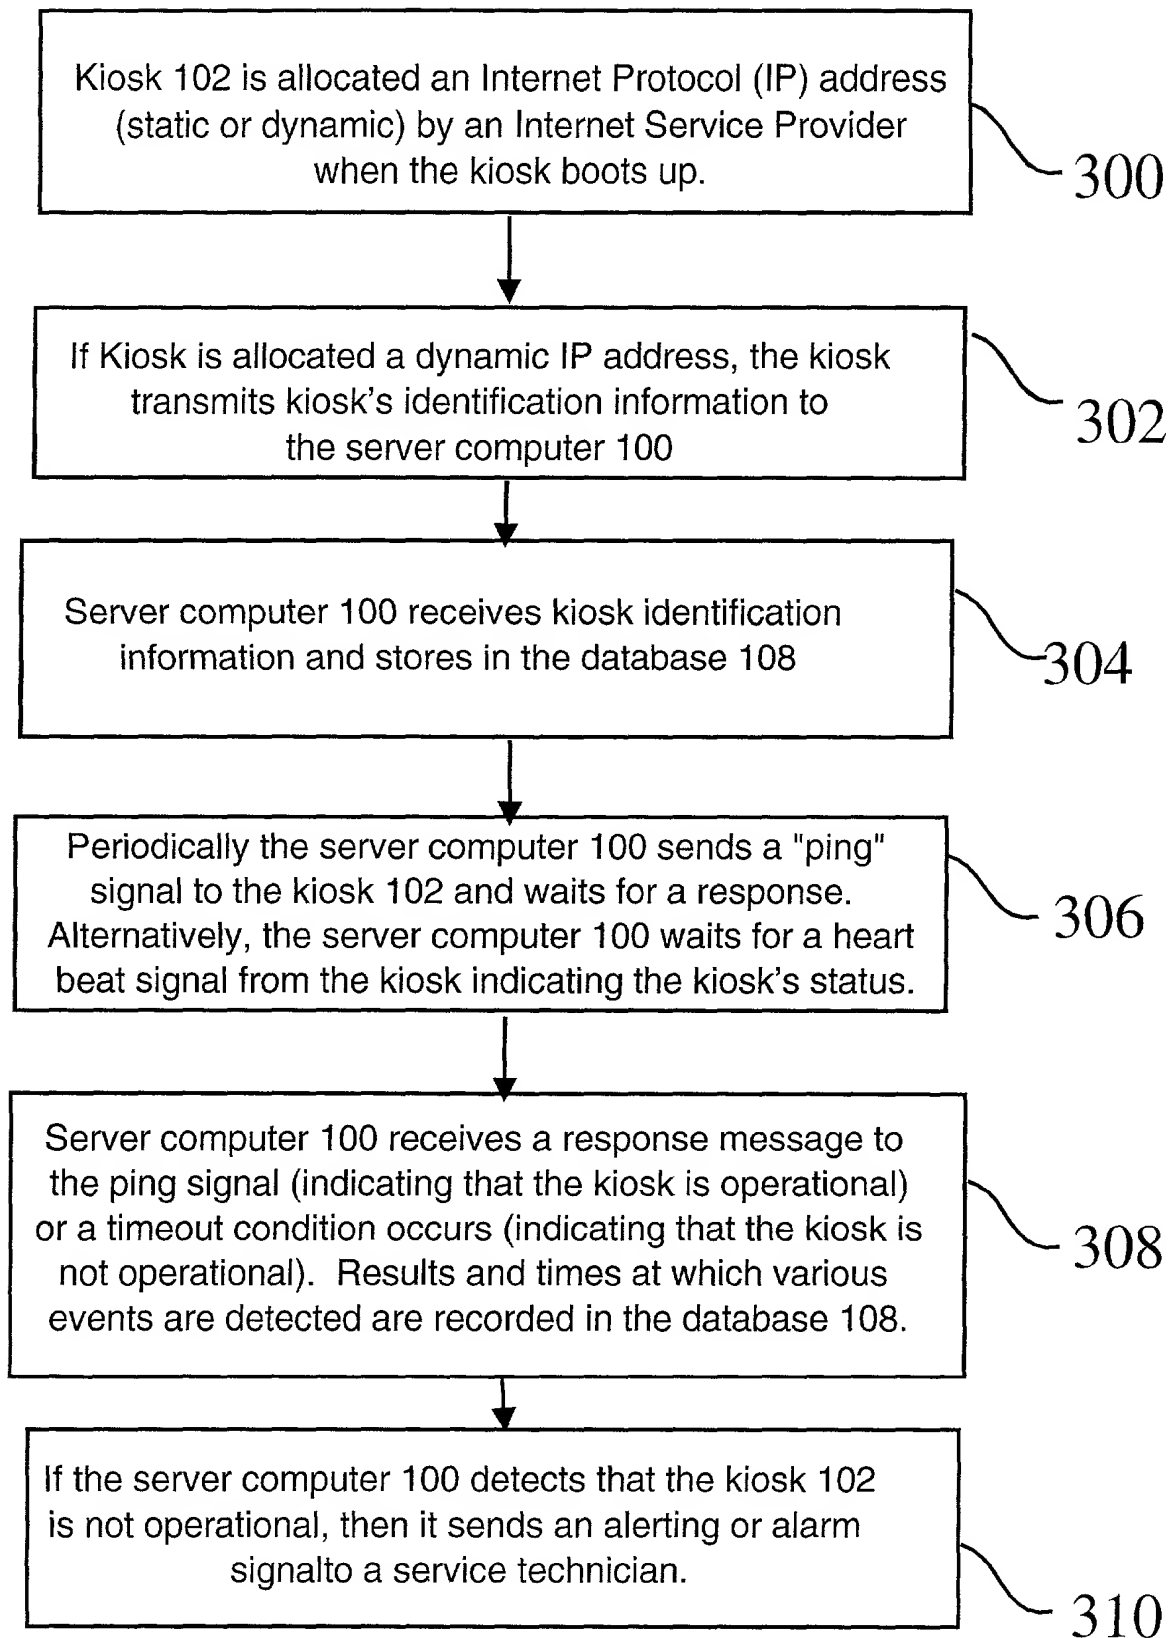 Kiosk 102 is allocated an Internet Protocol (IP) address
(static or dynamic) by an Internet Service Provider
when the kiosk boots up.
300
If Kiosk is allocated a dynamic IP address, the kiosk
transmits kiosk's identification information to
the server computer 100
302
Server computer 100 receives kiosk identification
information and stores in the database 108
304
Periodically the server computer 100 sends a "ping"
signal to the kiosk 102 and waits for a response.
Alternatively, the server computer 100 waits for a heart
beat signal from the kiosk indicating the kiosk's status.
306
Server computer 100 receives a response message to
the ping signal (indicating that the kiosk is operational)
or a timeout condition occurs (indicating that the kiosk is
not operational). Results and times at which various
events are detected are recorded in the database 108.
308
If the server computer 100 detects that the kiosk 102
is not operational, then it sends an alerting or alarm
signalto a service technician.
310